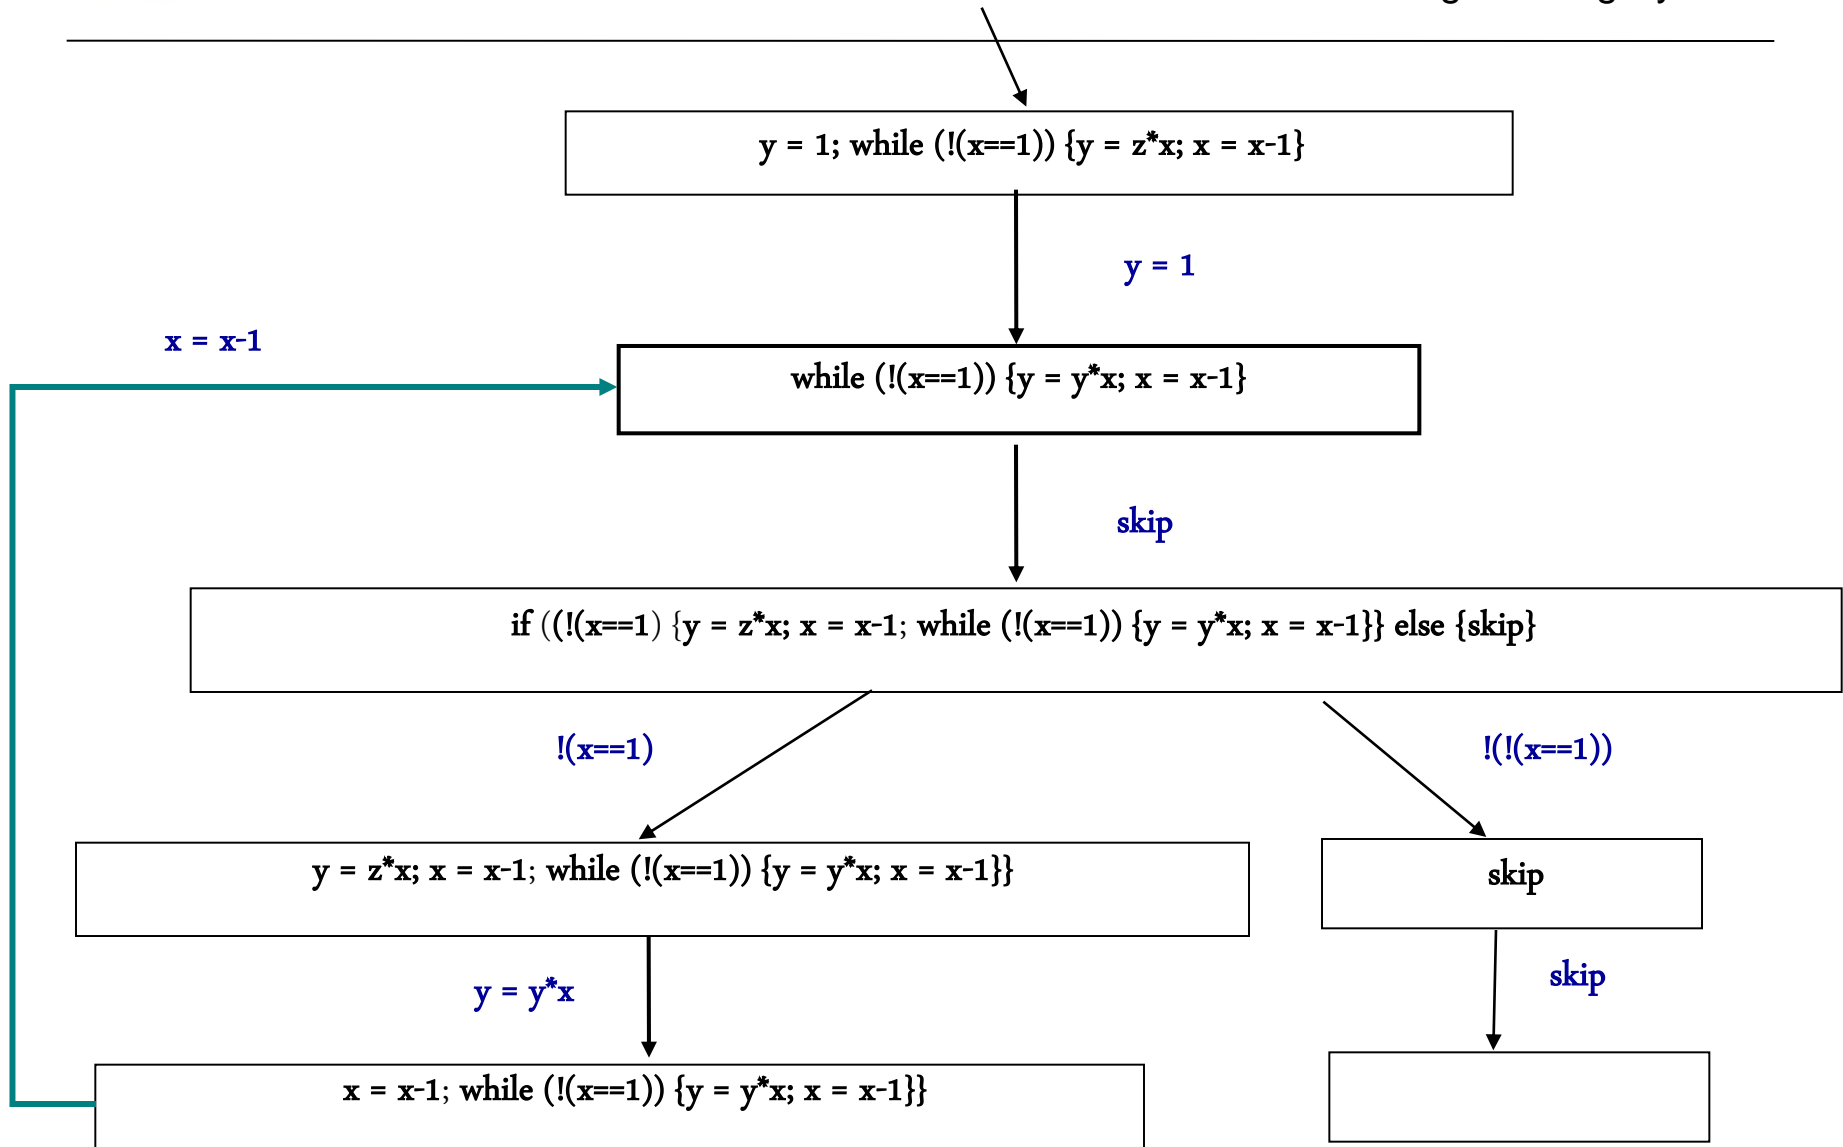 y = 1; while (!(x==1)) {y = z*x; x = x-1}
y = 1
x = x-1
while (!(x==1)) {y = y*x; x = x-1}
skip
if ((!(x==1) {y = z*x; x = x-1; while (!(x==1)) {y = y*x; x = x-1}} else {skip}
!(x==1)
!(!(x==1))
y = z*x; x = x-1; while (!(x==1)) {y = y*x; x = x-1}}
skip
y = y*x
skip
x = x-1; while (!(x==1)) {y = y*x; x = x-1}}